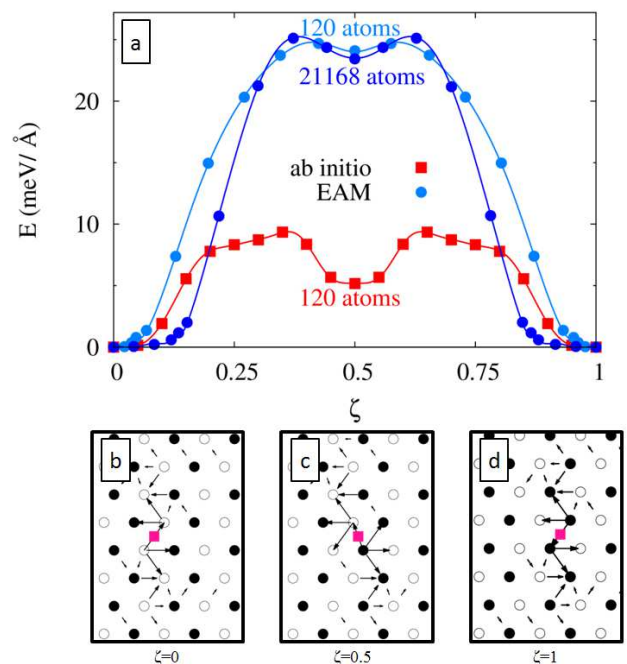 a
120 atoms
21168 atoms
20
E (meV/ Å)
ab initio
EAM
10
120 atoms
0
0 0.25 0.5 0.75 1
ζ
b c d
ζ=0 ζ=0.5 ζ=1